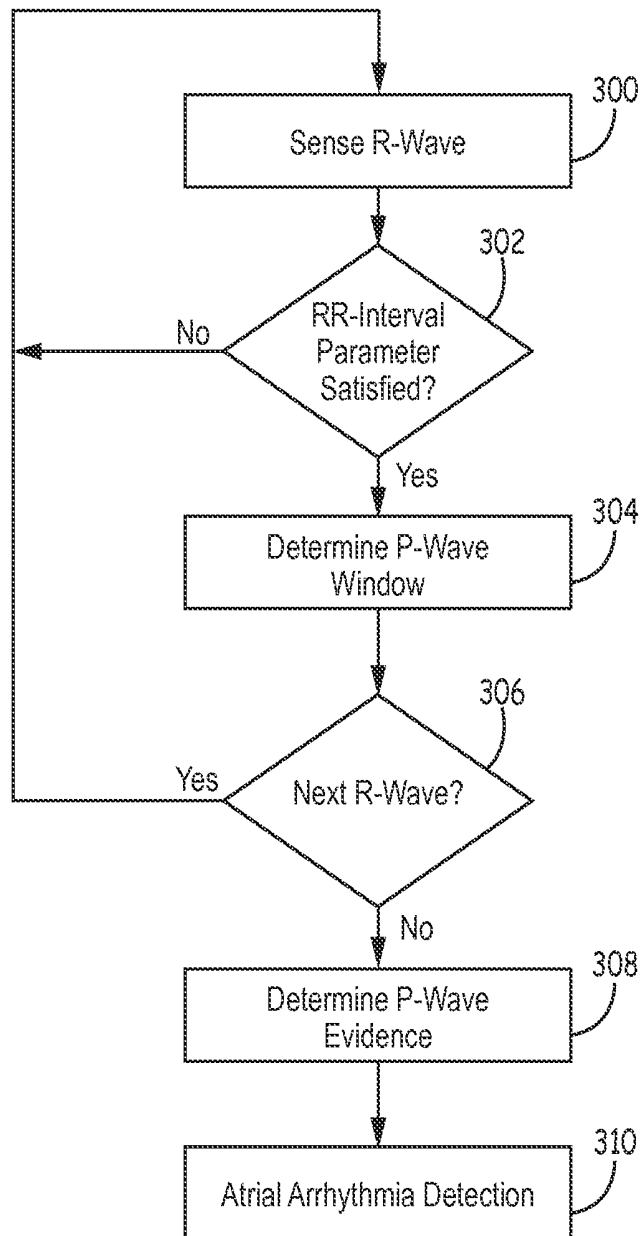 300
Sense R-Wave
302
RR-Interval
Parameter
Satisfied?
No
Yes
304
Determine P-Wave
Window
306
Next R-Wave?
Yes
No
308
Determine P-Wave
Evidence
310
Atrial Arrhythmia Detection